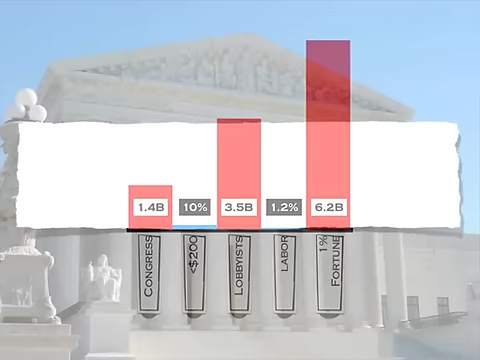 1.4B
10%
3.5B
1.2%
6.2B
CONGRESS
<$200
LOBBYISTS
LABOR
1%
FORTUNE